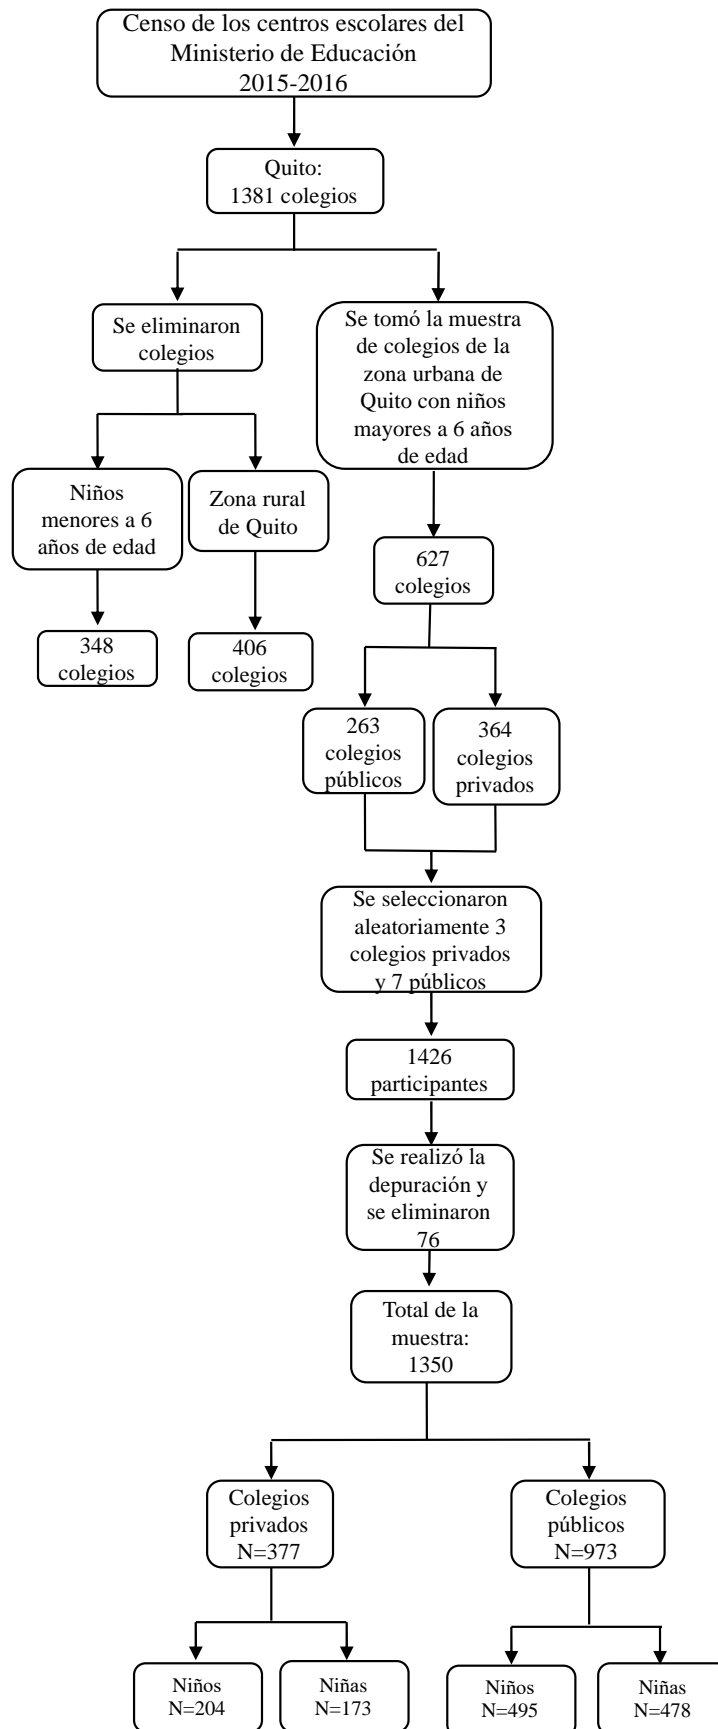 Censo de los centros escolares del
Ministerio de Educación
2015-2016
Quito:
1381 colegios
Se eliminaron
colegios
Se tomó la muestra
de colegios de la
zona urbana de
Quito con niños
mayores a 6 años
de edad
Niños
menores a 6
años de edad
Zona rural
de Quito
627
colegios
348
colegios
406
colegios
263
colegios
públicos
364
colegios
privados
Se seleccionaron
aleatoriamente 3
colegios privados
y 7 públicos
1426
participantes
Se realizó la
depuración y
se eliminaron
76
Total de la
muestra:
1350
Colegios
privados
N=377
Colegios
públicos
N=973
Niños
N=204
Niñas
N=173
Niños
N=495
Niñas
N=478